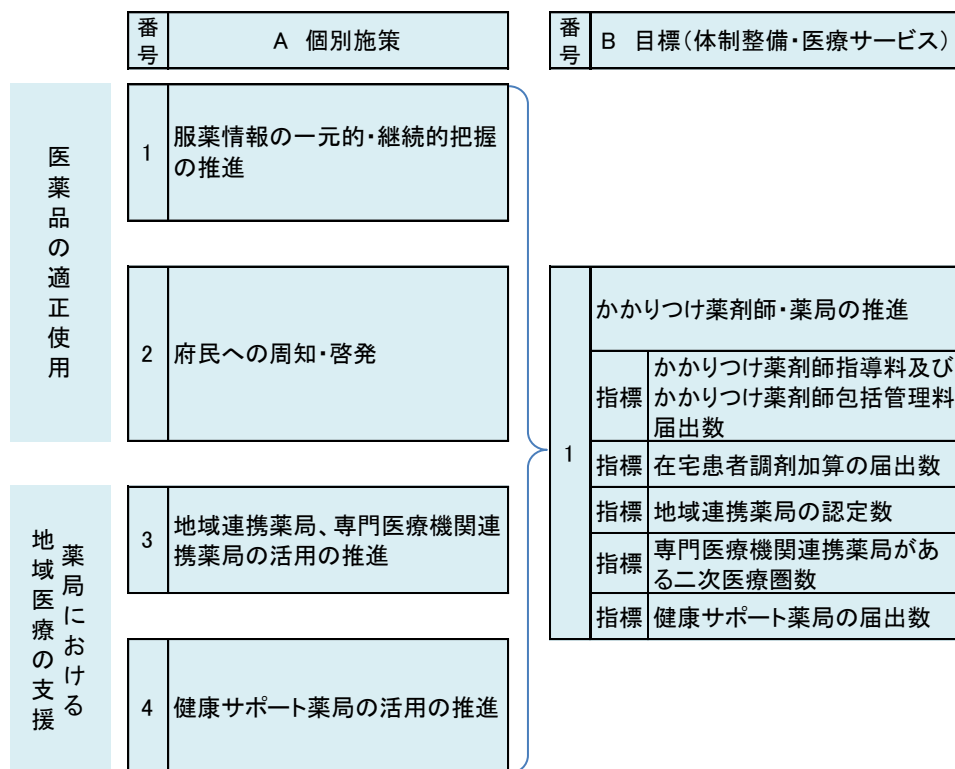 番号
A 個別施策
番号
B 目標(体制整備・医療サービス)
医薬品の適正使用
1
服薬情報の一元的・継続的把握
の推進
2
府民への周知・啓発
薬局における
地域医療の支援
3
地域連携薬局、専門医療機関連
携薬局の活用の推進
4
健康サポート薬局の活用の推進
1
かかりつけ薬剤師・薬局の推進
指標
かかりつけ薬剤師指導料及び
かかりつけ薬剤師包括管理料
届出数
指標
在宅患者調剤加算の届出数
指標
地域連携薬局の認定数
指標
専門医療機関連携薬局があ
る二次医療圏数
指標
健康サポート薬局の届出数